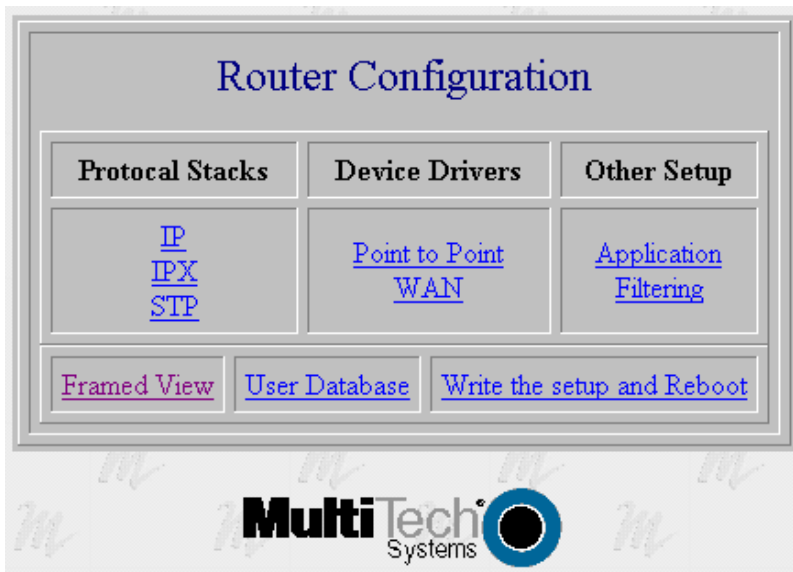 Router Configuration
Protocal Stacks
Device Drivers
Other Setup
IP
IPX
STP
Point to Point
WAN
Application
Filtering
Framed View
User Database
Write the setup and Reboot
MultiTech
Systems